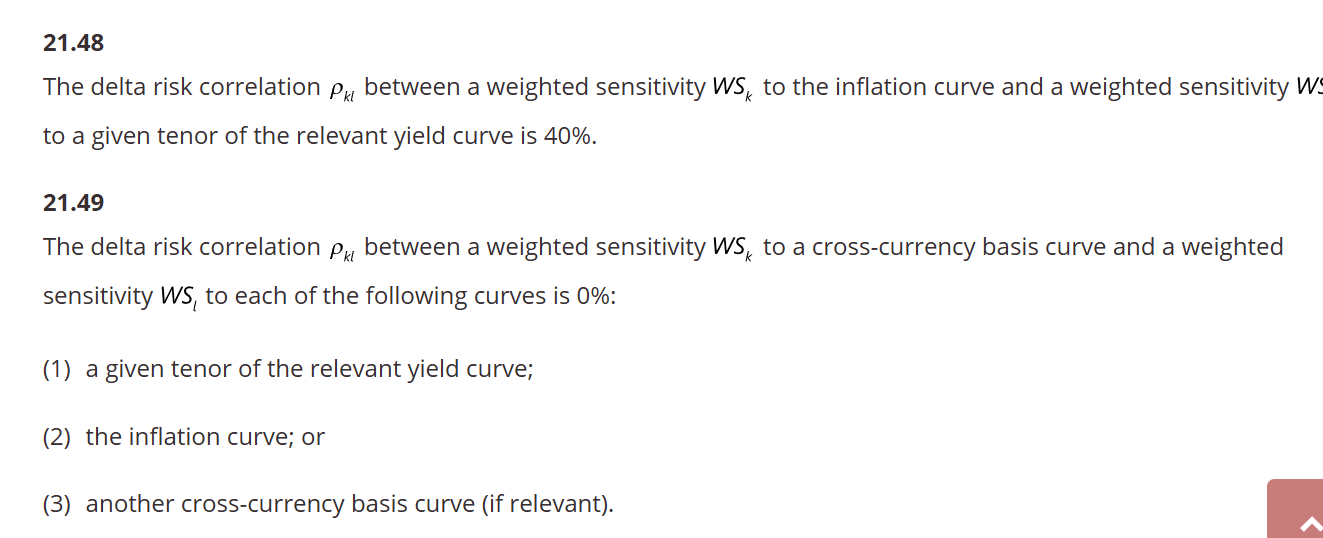 21.48
The delta risk correlation ρkl between a weighted sensitivity WSk to the inflation curve and a weighted sensitivity WS
to a given tenor of the relevant yield curve is 40%.
21.49
The delta risk correlation ρkl between a weighted sensitivity WSk to a cross-currency basis curve and a weighted
sensitivity WSl to each of the following curves is 0%:
(1) a given tenor of the relevant yield curve;
(2) the inflation curve; or
(3) another cross-currency basis curve (if relevant).